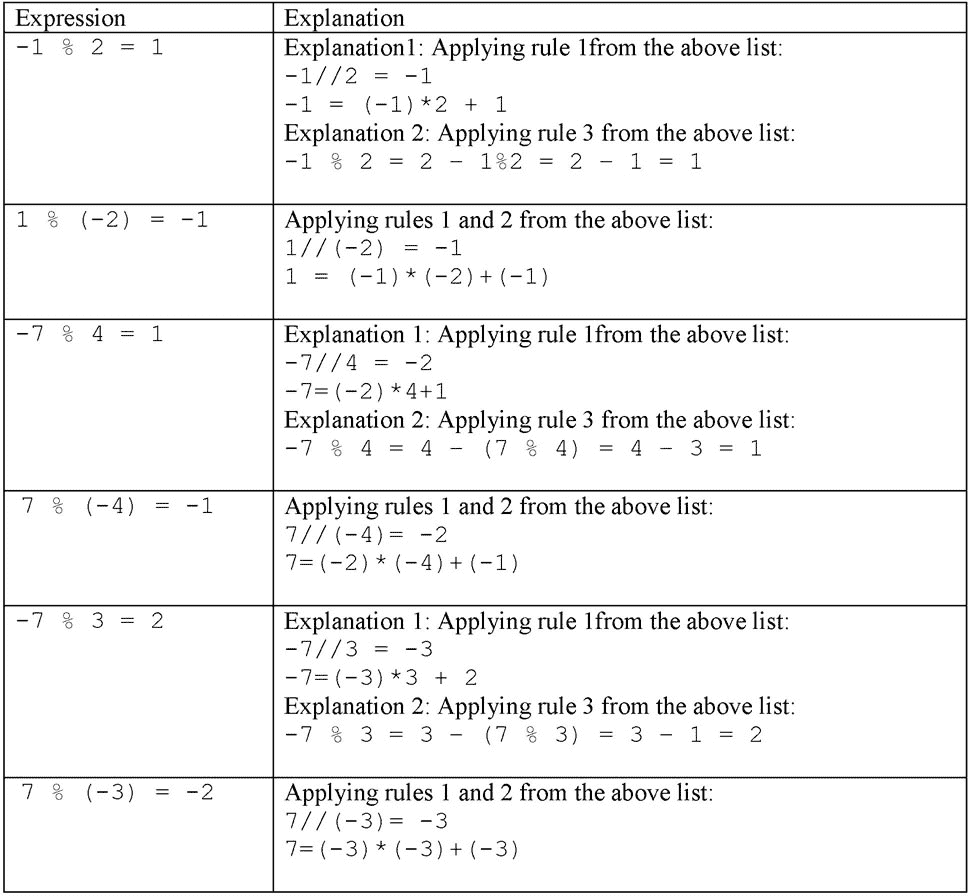 Expression
Explanation
-1 % 2 = 1
Explanation1: Applying rule 1from the above list:
-1//2 = -1
-1 = (-1)*2 + 1
Explanation 2: Applying rule 3 from the above list:
-1 % 2 = 2 – 1%2 = 2 – 1 = 1
1 % (-2) = -1
Applying rules 1 and 2 from the above list:
1//(-2) = -1
1 = (-1)*(-2)+(-1)
-7 % 4 = 1
Explanation 1: Applying rule 1from the above list:
-7//4 = -2
-7=(-2)*4+1
Explanation 2: Applying rule 3 from the above list:
-7 % 4 = 4 – (7 % 4) = 4 – 3 = 1
7 % (-4) = -1
Applying rules 1 and 2 from the above list:
7//(-4)= -2
7=(-2)*(-4)+(-1)
-7 % 3 = 2
Explanation 1: Applying rule 1from the above list:
-7//3 = -3
-7=(-3)*3 + 2
Explanation 2: Applying rule 3 from the above list:
-7 % 3 = 3 – (7 % 3) = 3 – 1 = 2
7 % (-3) = -2
Applying rules 1 and 2 from the above list:
7//(-3)= -3
7=(-3)*(-3)+(-3)